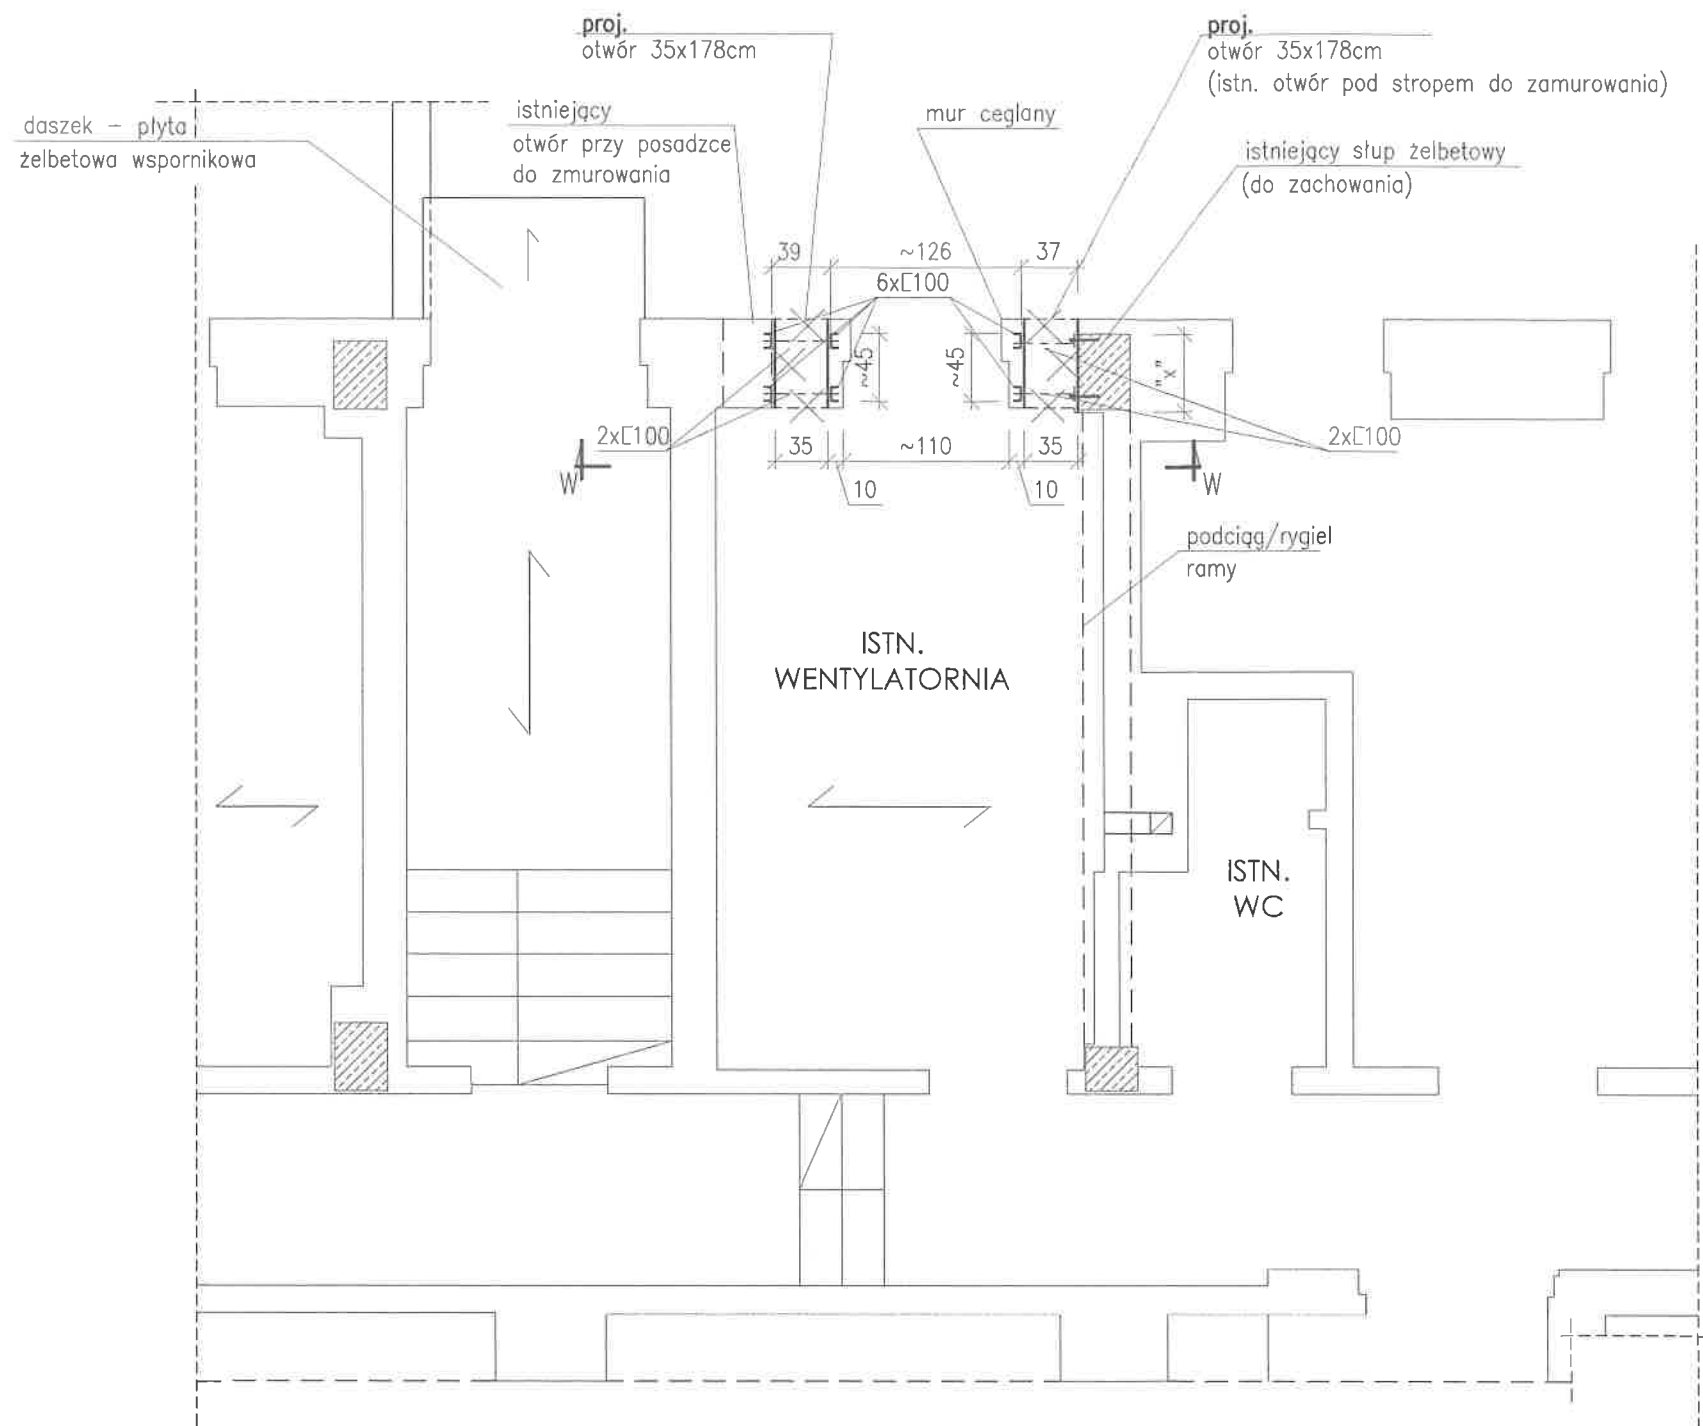 proj.
otwór 35x178cm
proj.
otwór 35x178cm
(istn. otwór pod stropem do zamurowania)
daszek – płyta
żelbetowa wspornikowa
istniejący
otwór przy posadzce
do zmurowania
mur ceglany
istniejący słup żelbetowy
(do zachowania)
39
~126
37
6x[100
~45
~45
"x"
2x[100
35
~110
35
2x[100
W
10
10
W
podciąg/rygiel
ramy
ISTN.
WENTYLATORNIA
ISTN.
WC